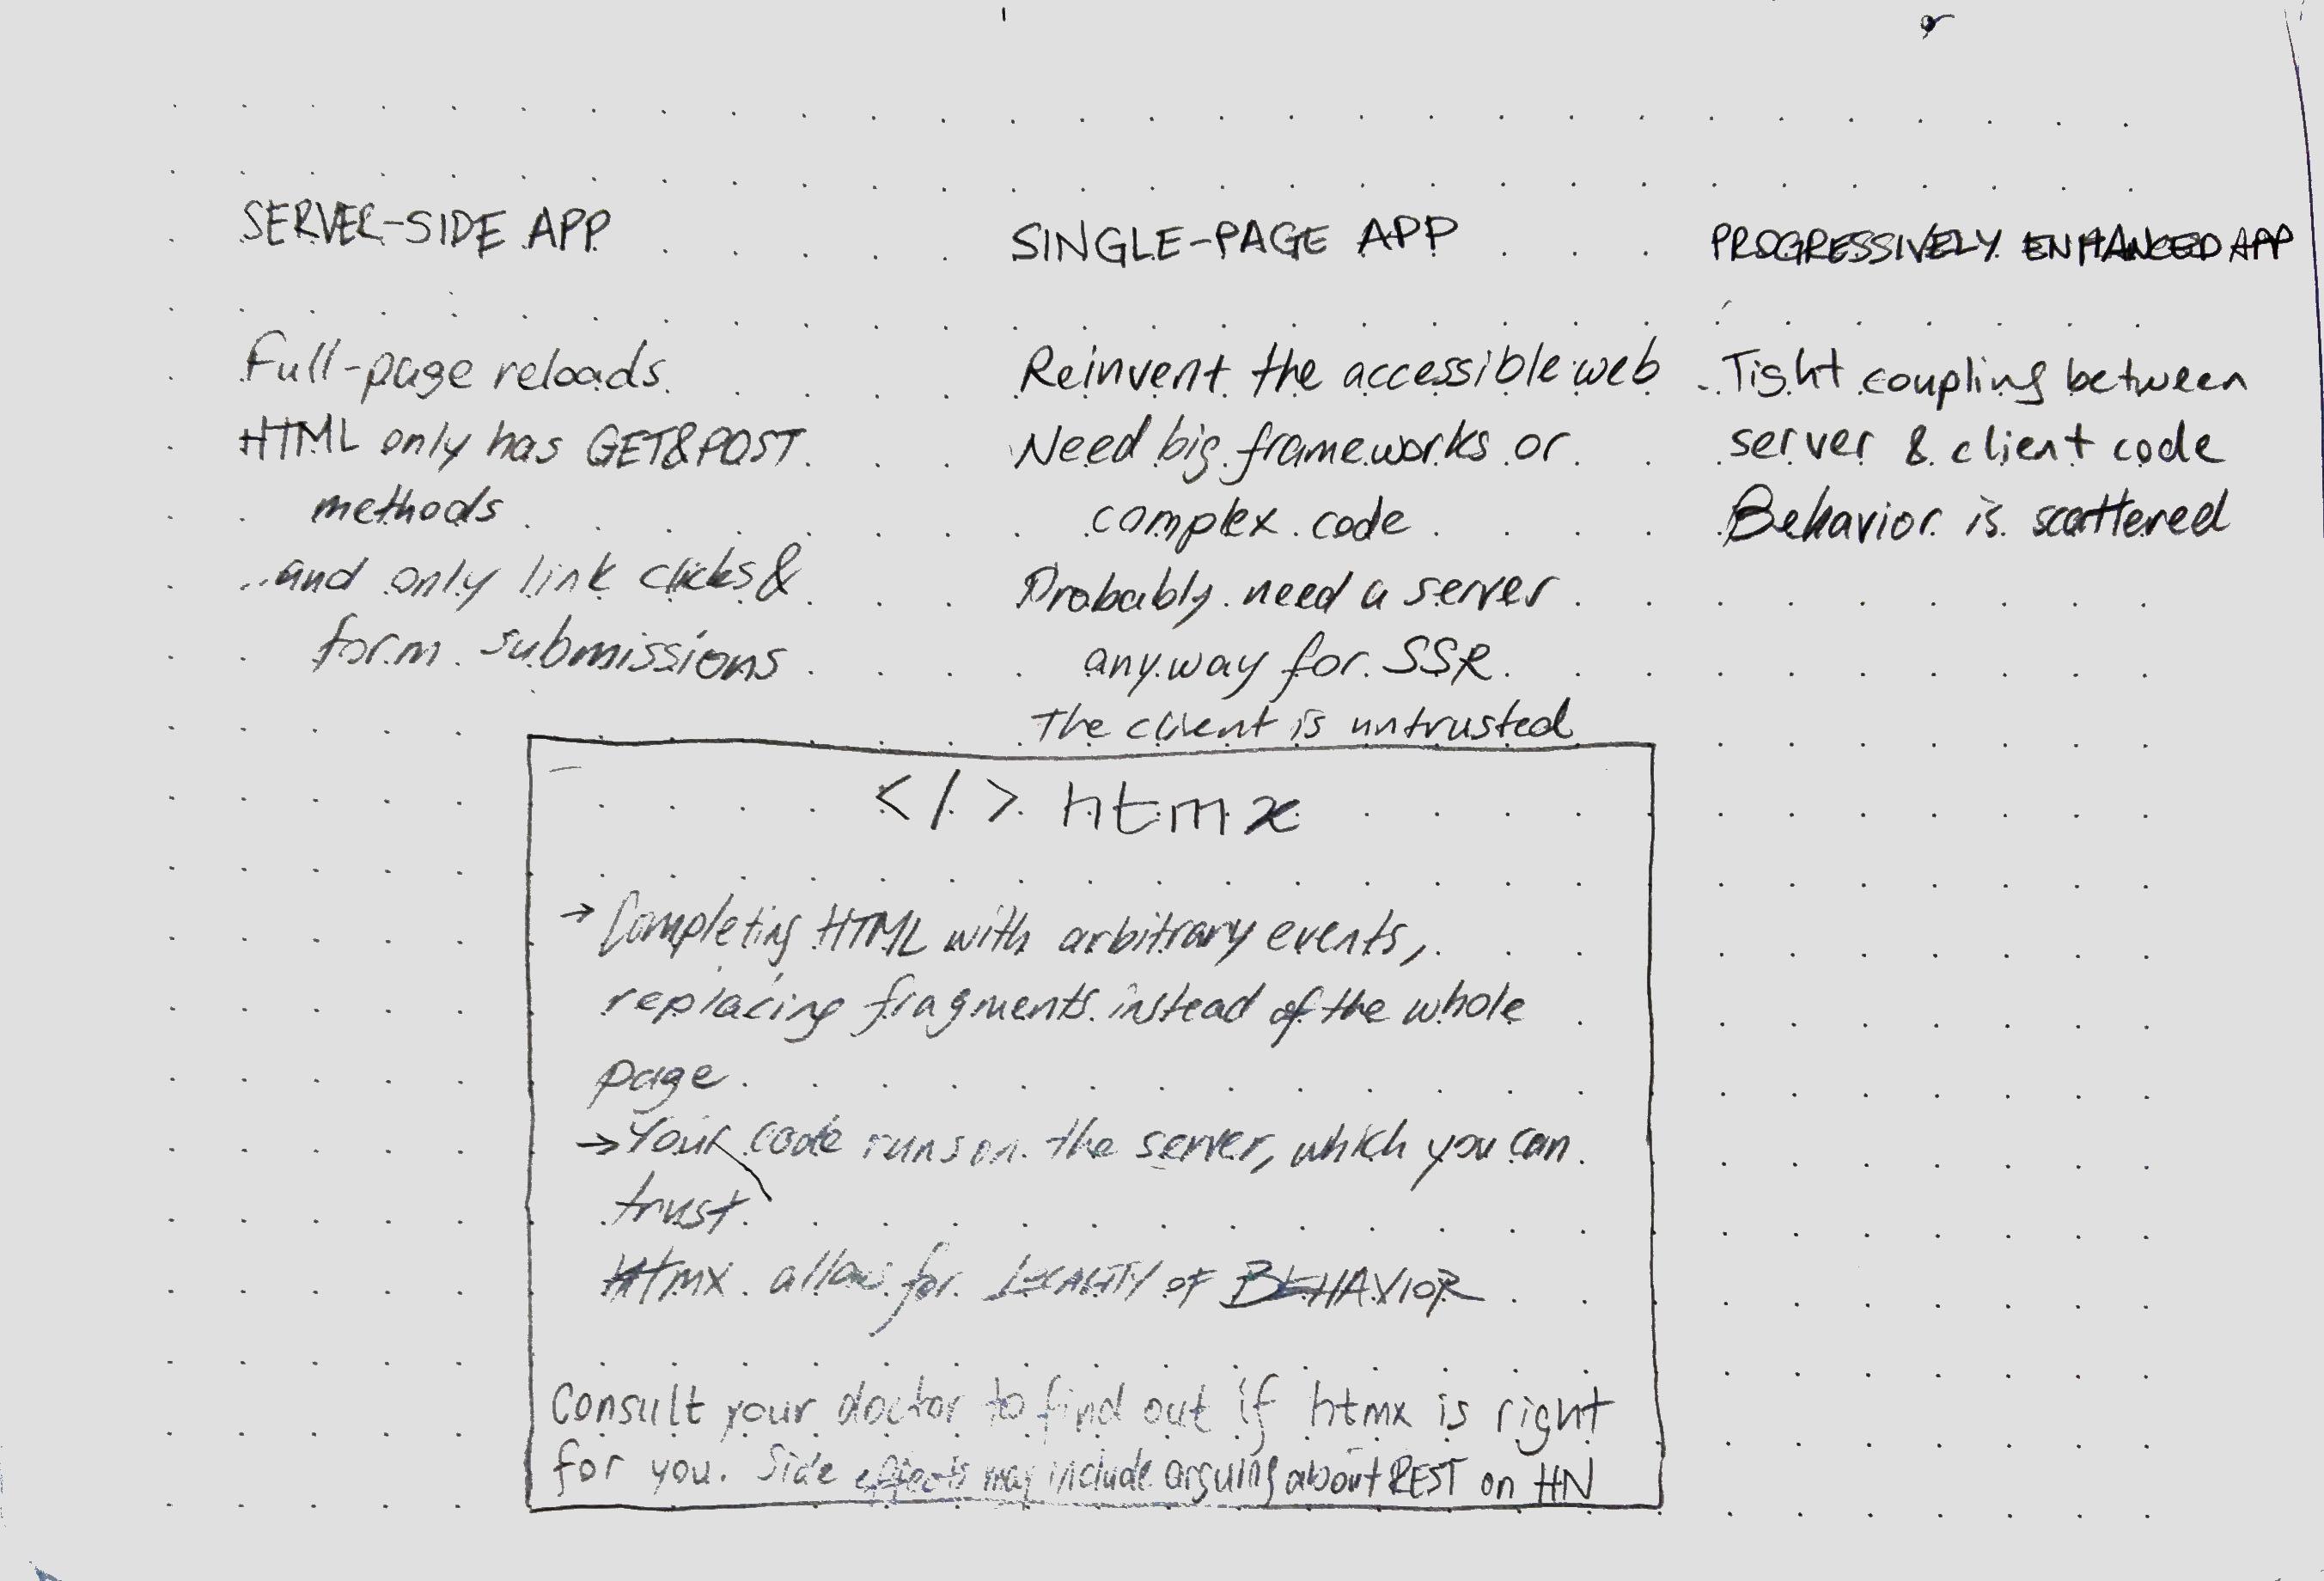 SERVER-SIDE APP
Full-page reloads
HTML only has GET&POST
methods
..and only link clicks &
form submissions
SINGLE-PAGE APP
Reinvent the accessible web
Need big frameworks or
complex code
Probably need a server
anyway for SSR
The client is untrusted
PROGRESSIVELY ENHANCED APP
Tight coupling between
server & client code
Behavior is scattered
</> htmx
→ Completing HTML with arbitrary events,
replacing fragments instead of the whole
page
→ Your code runs on the server, which you can
trust
Htmx allow for LOCALITY OF BEHAVIOR
Consult your doctor to find out if htmx is right
for you. Side effects may include arguing about REST on HN